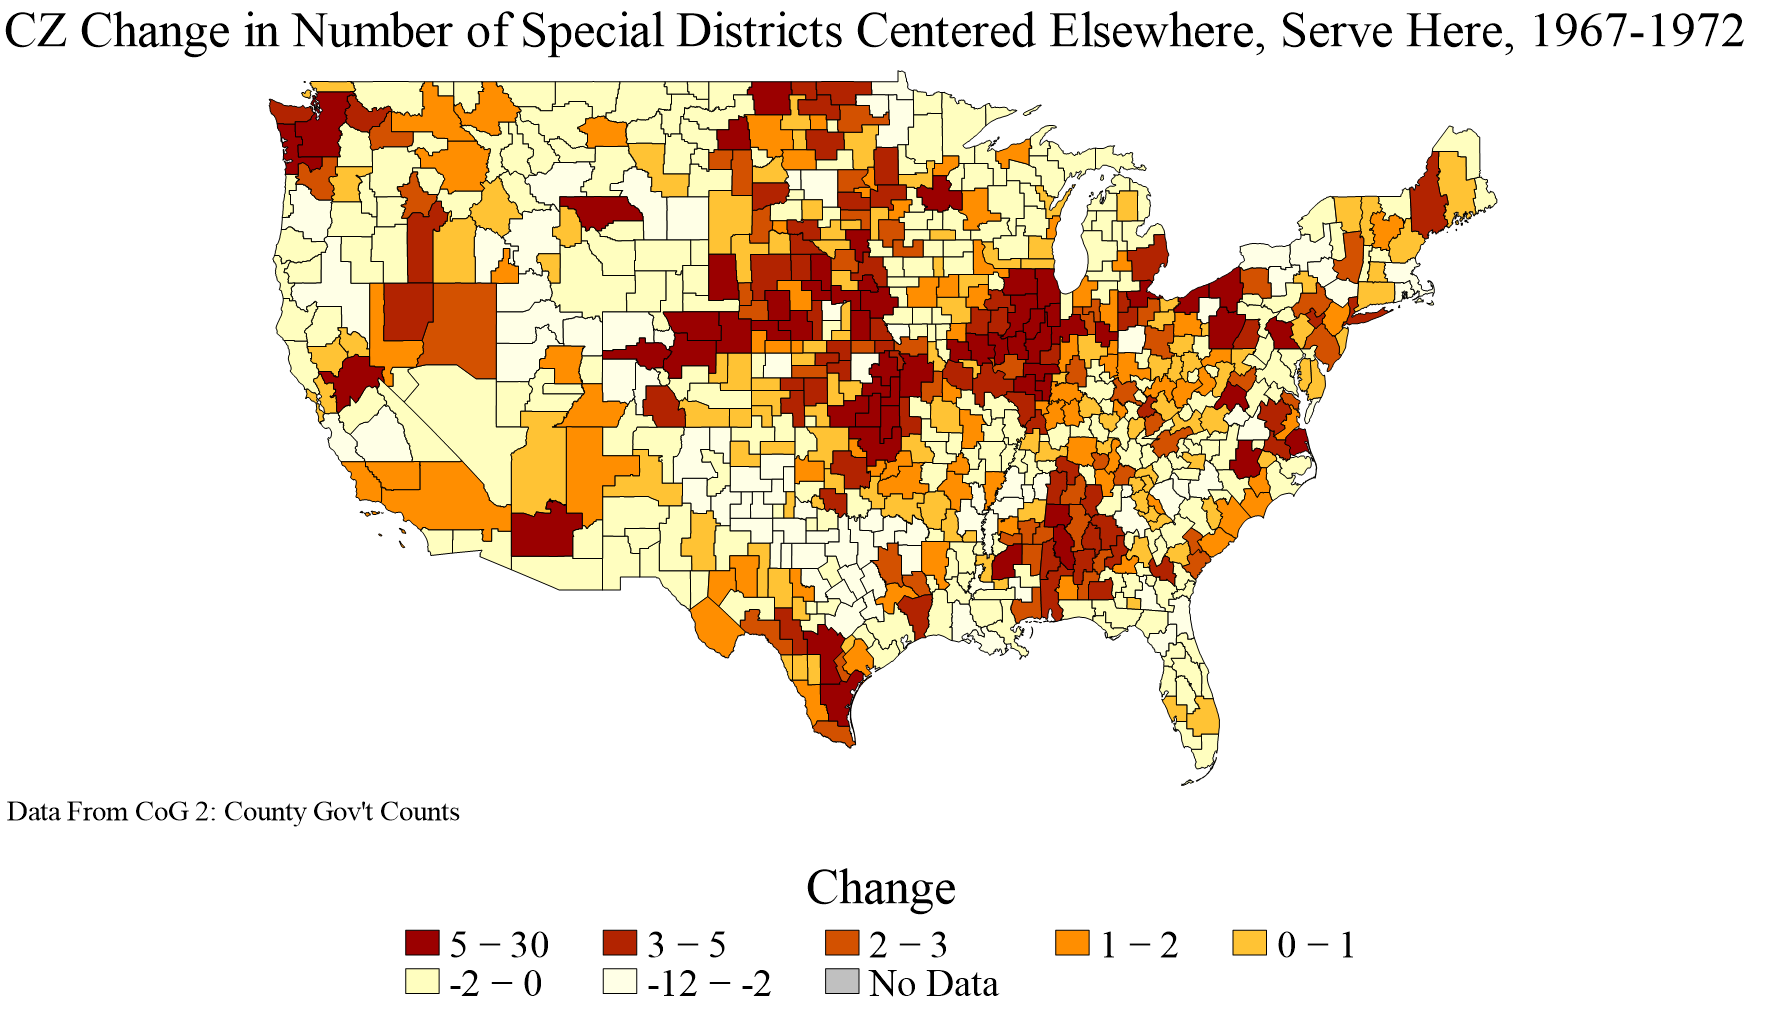 CZ Change in Number of Special Districts Centered Elsewhere, Serve Here, 1967-1972
Data From CoG 2: County Gov't Counts
Change
5 − 30 3 − 5 2 − 3 1 − 2 0 − 1
-2 − 0 -12 − -2 No Data